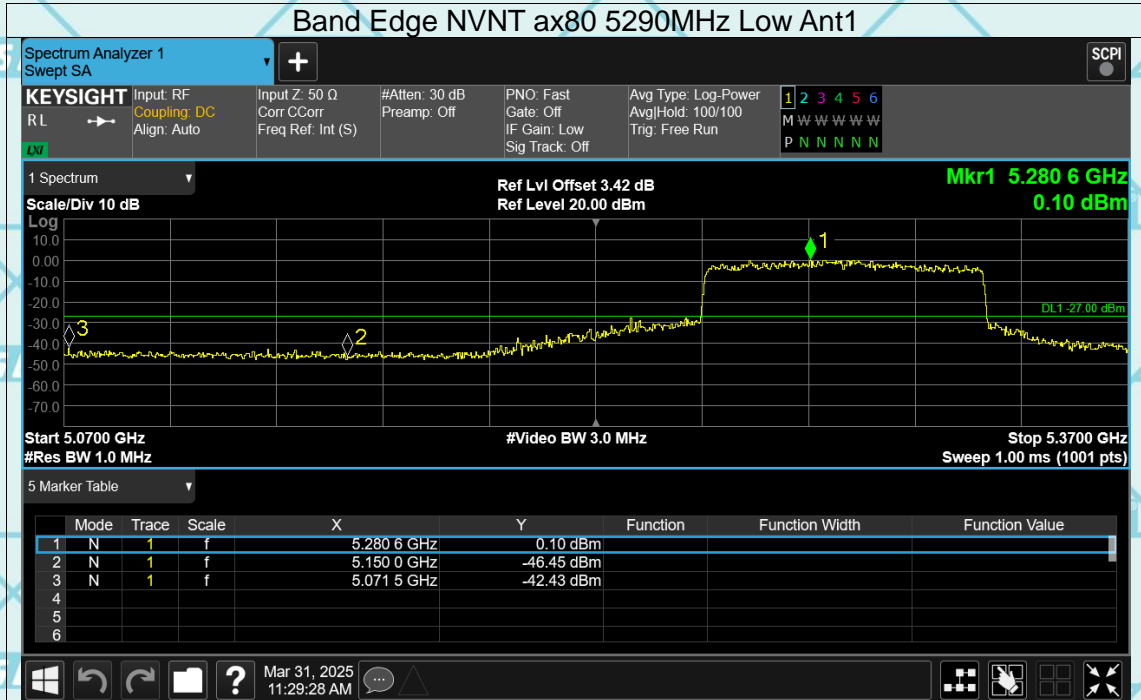 Band Edge NVNT ax80 5290MHz Low Ant1
Spectrum Analyzer 1
Swept SA
+
SCPI
KEYSIGHT
RL
LXI
Input: RF
Coupling: DC
Align: Auto
Input Z: 50 Ω
Corr CCorr
Freq Ref: Int (S)
#Atten: 30 dB
Preamp: Off
PNO: Fast
Gate: Off
IF Gain: Low
Sig Track: Off
Avg Type: Log-Power
Avg|Hold: 100/100
Trig: Free Run
1 2 3 4 5 6
M W W W W W
P N N N N N
1 Spectrum
Scale/Div 10 dB
Ref Lvl Offset 3.42 dB
Ref Level 20.00 dBm
Mkr1 5.280 6 GHz
0.10 dBm
Log
10.0
0.00
-10.0
-20.0
-30.0
-40.0
-50.0
-60.0
-70.0
1
DL1 -27.00 dBm
3
2
Start 5.0700 GHz
#Video BW 3.0 MHz
Stop 5.3700 GHz
#Res BW 1.0 MHz
Sweep 1.00 ms (1001 pts)
5 Marker Table
Mode Trace Scale X Y Function Function Width Function Value
1 N 1 f 5.280 6 GHz 0.10 dBm
2 N 1 f 5.150 0 GHz -46.45 dBm
3 N 1 f 5.071 5 GHz -42.43 dBm
4
5
6
?
Mar 31, 2025
11:29:28 AM